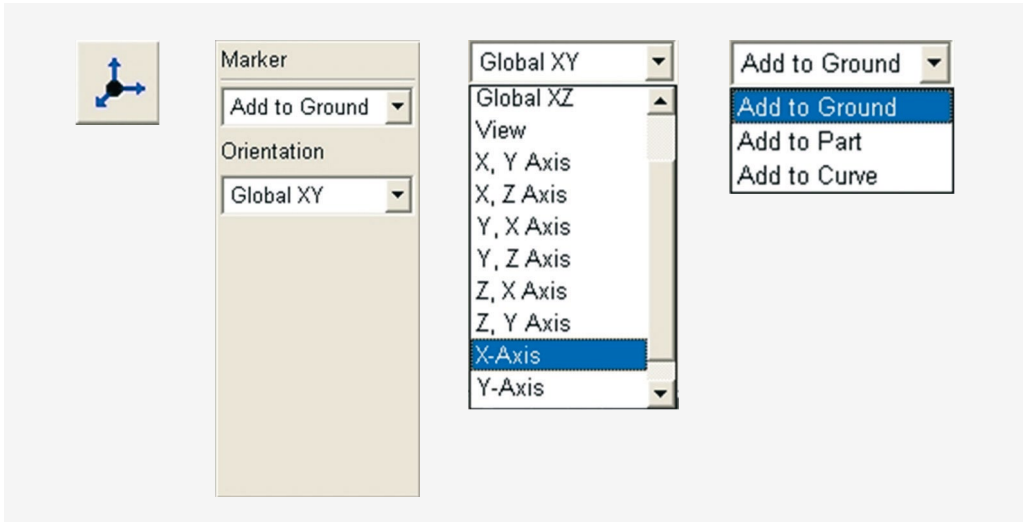 Marker
Add to Ground
Orientation
Global XY
Global XY
Global XZ
View
X, Y Axis
X, Z Axis
Y, X Axis
Y, Z Axis
Z, X Axis
Z, Y Axis
X-Axis
Y-Axis
Add to Ground
Add to Ground
Add to Part
Add to Curve